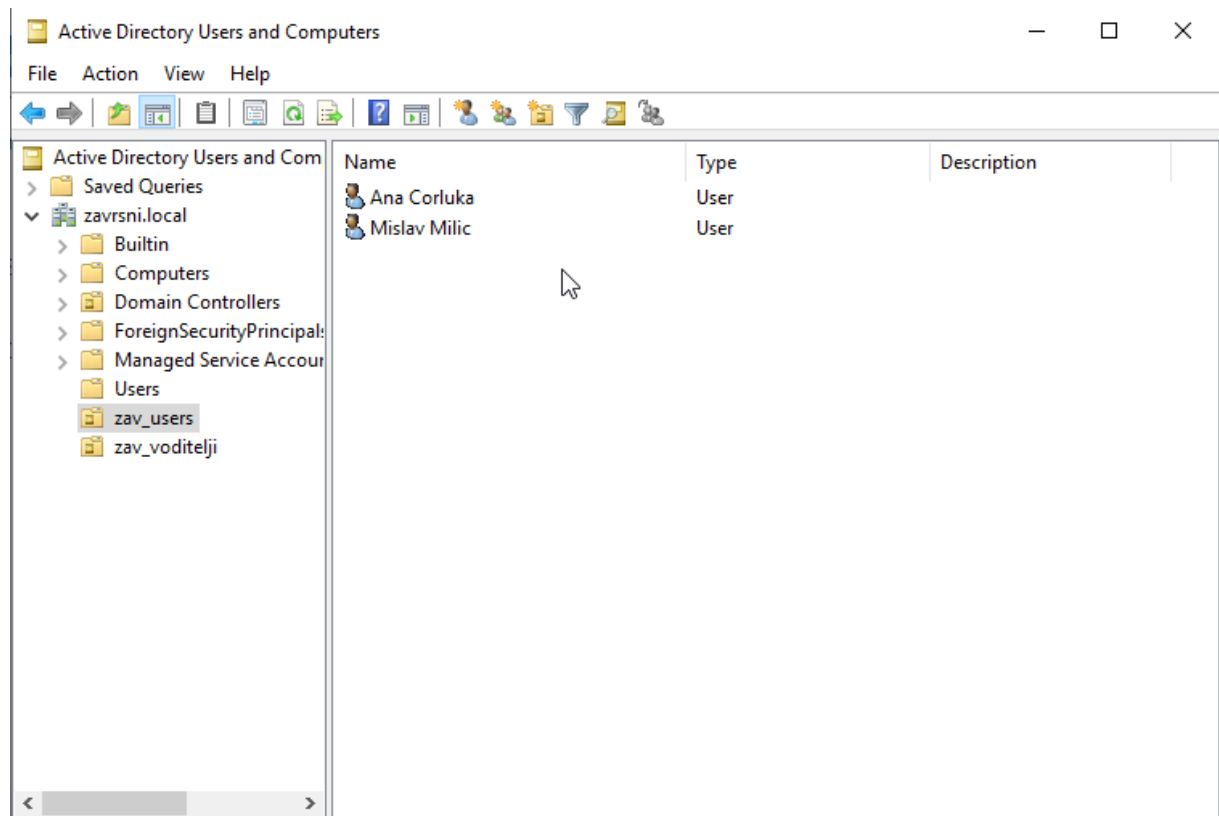 Active Directory Users and Computers
File Action View Help
Active Directory Users and Com
Saved Queries
zavrsni.local
Builtin
Computers
Domain Controllers
ForeignSecurityPrincipals
Managed Service Accour
Users
zav_users
zav_voditelji
Name Type Description
Ana Corluka User
Mislav Milic User